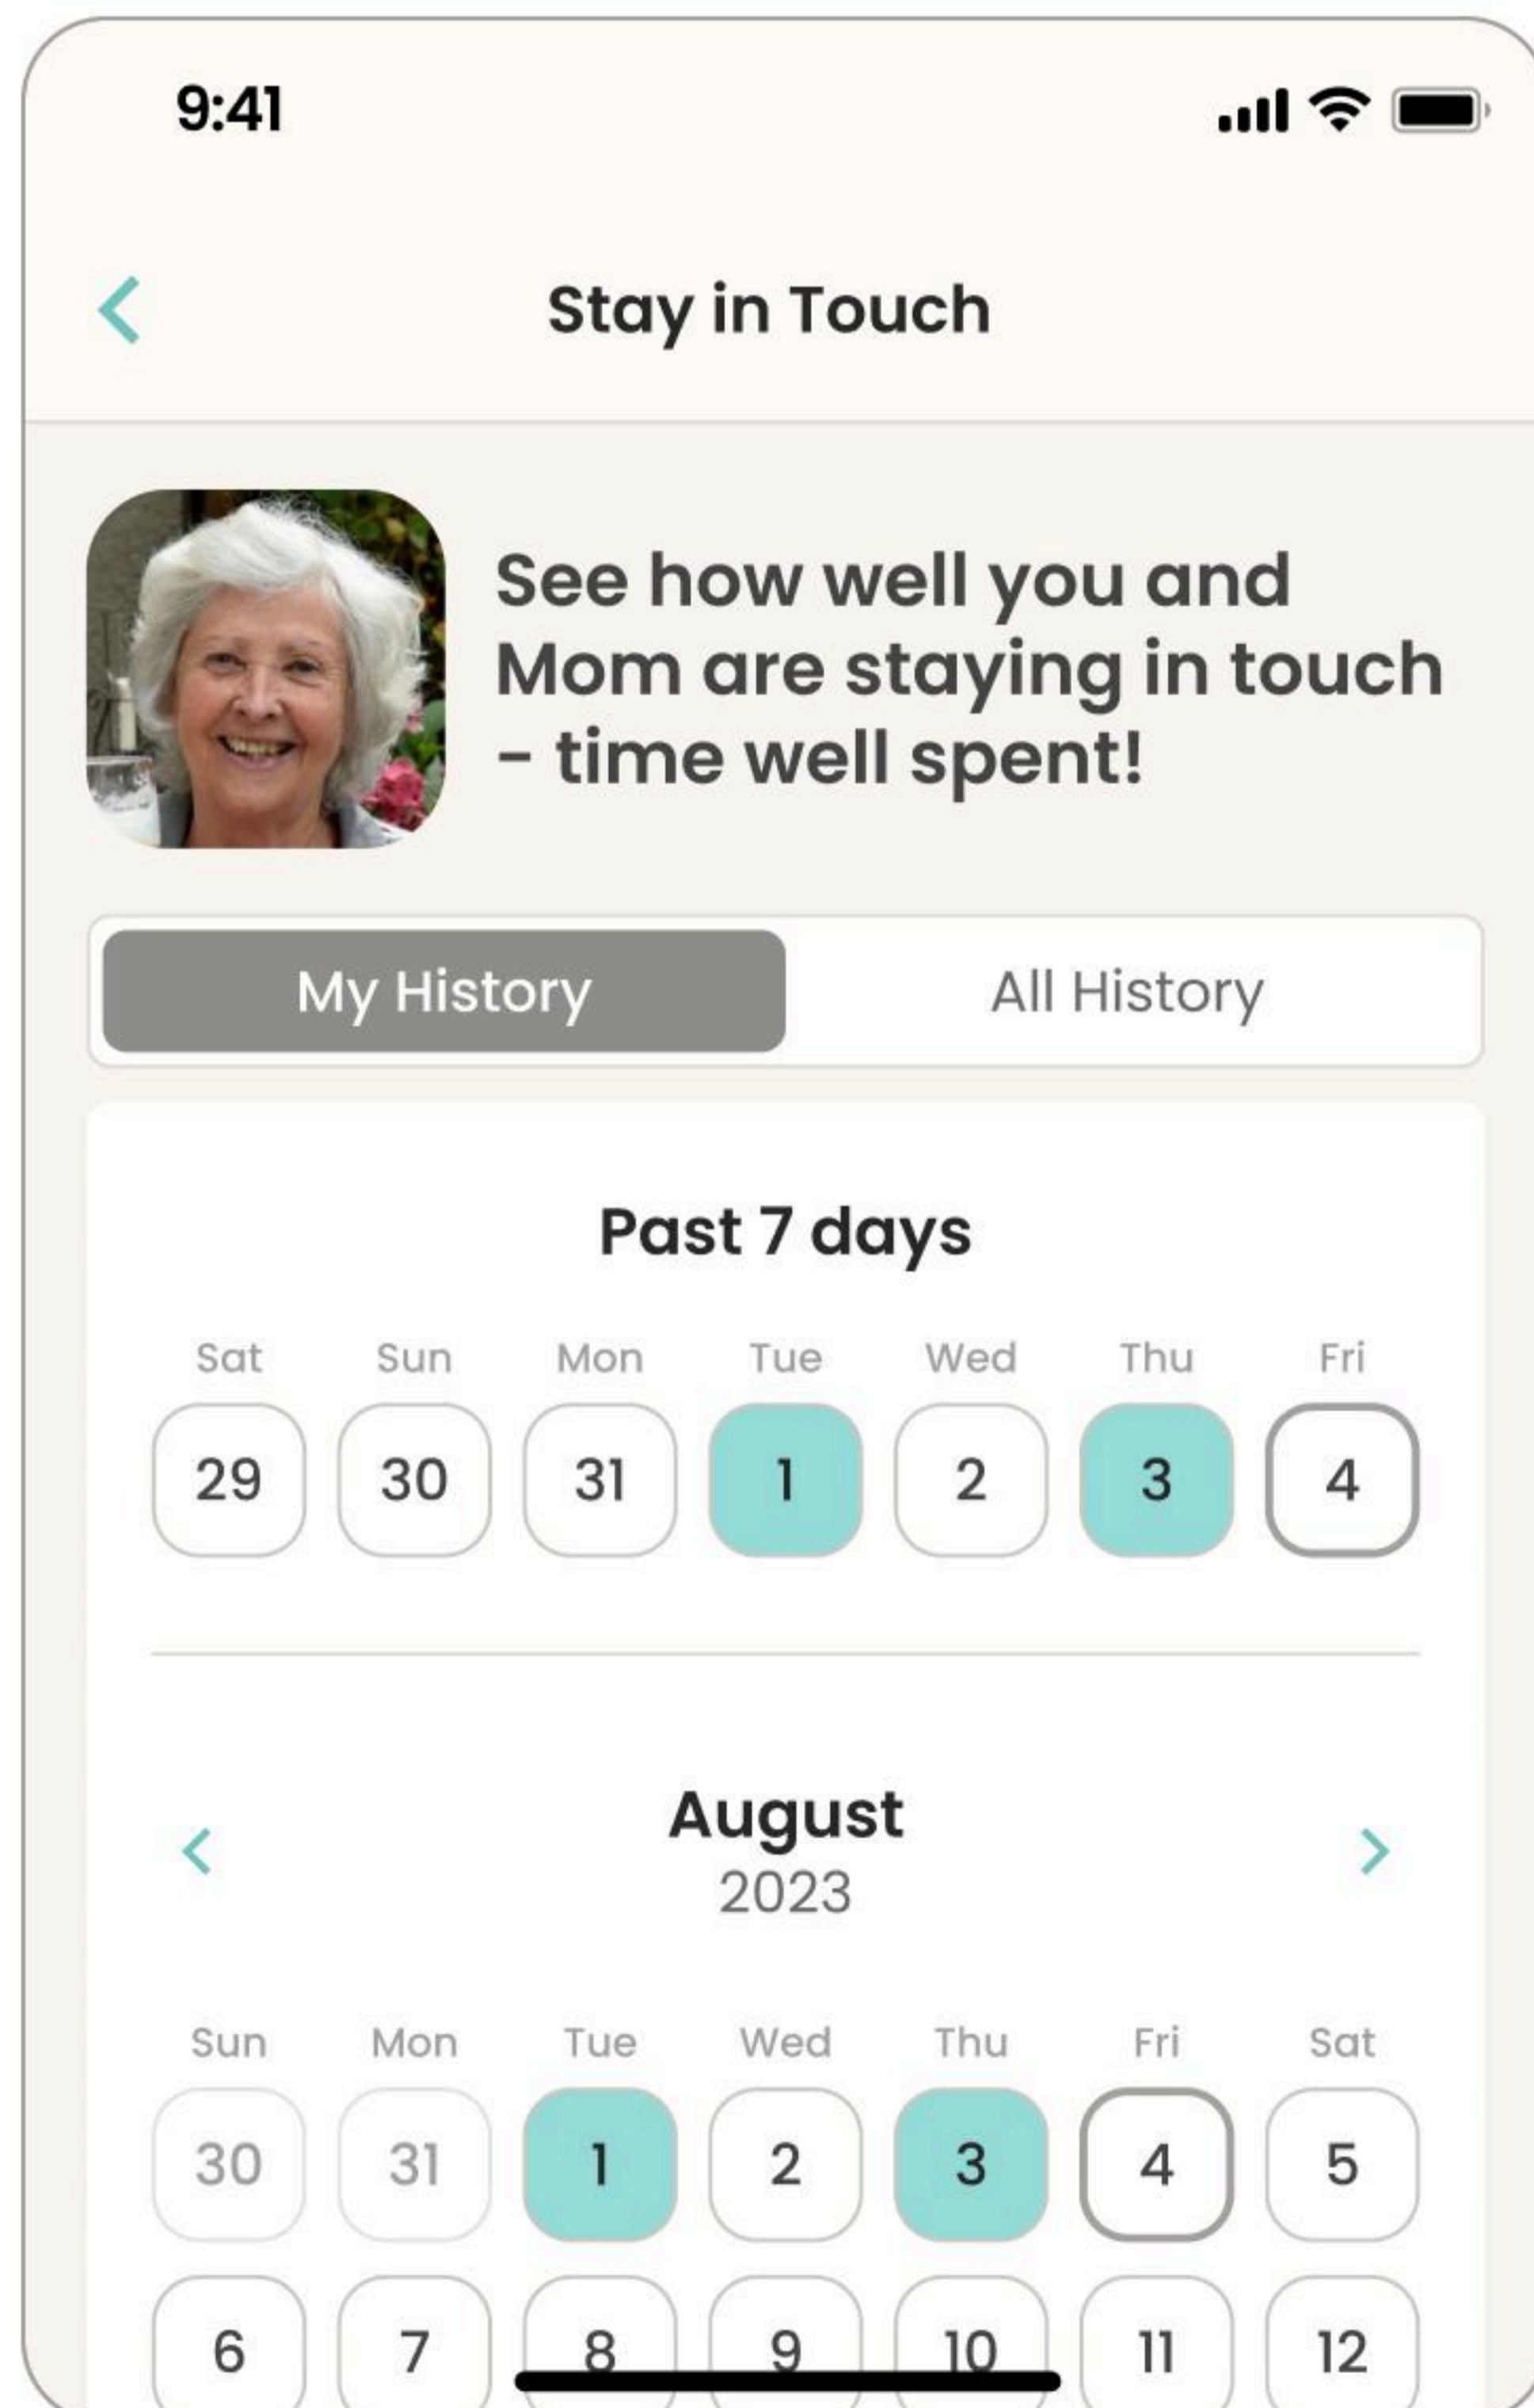 9:41
Stay in Touch
See how well you and
Mom are staying in touch
- time well spent!
My History All History
Past 7 days
Sat Sun Mon Tue Wed Thu Fri
29 30 31 1 2 3 4
August
2023
Sun Mon Tue Wed Thu Fri Sat
30 31 1 2 3 4 5
6 7 8 9 10 11 12